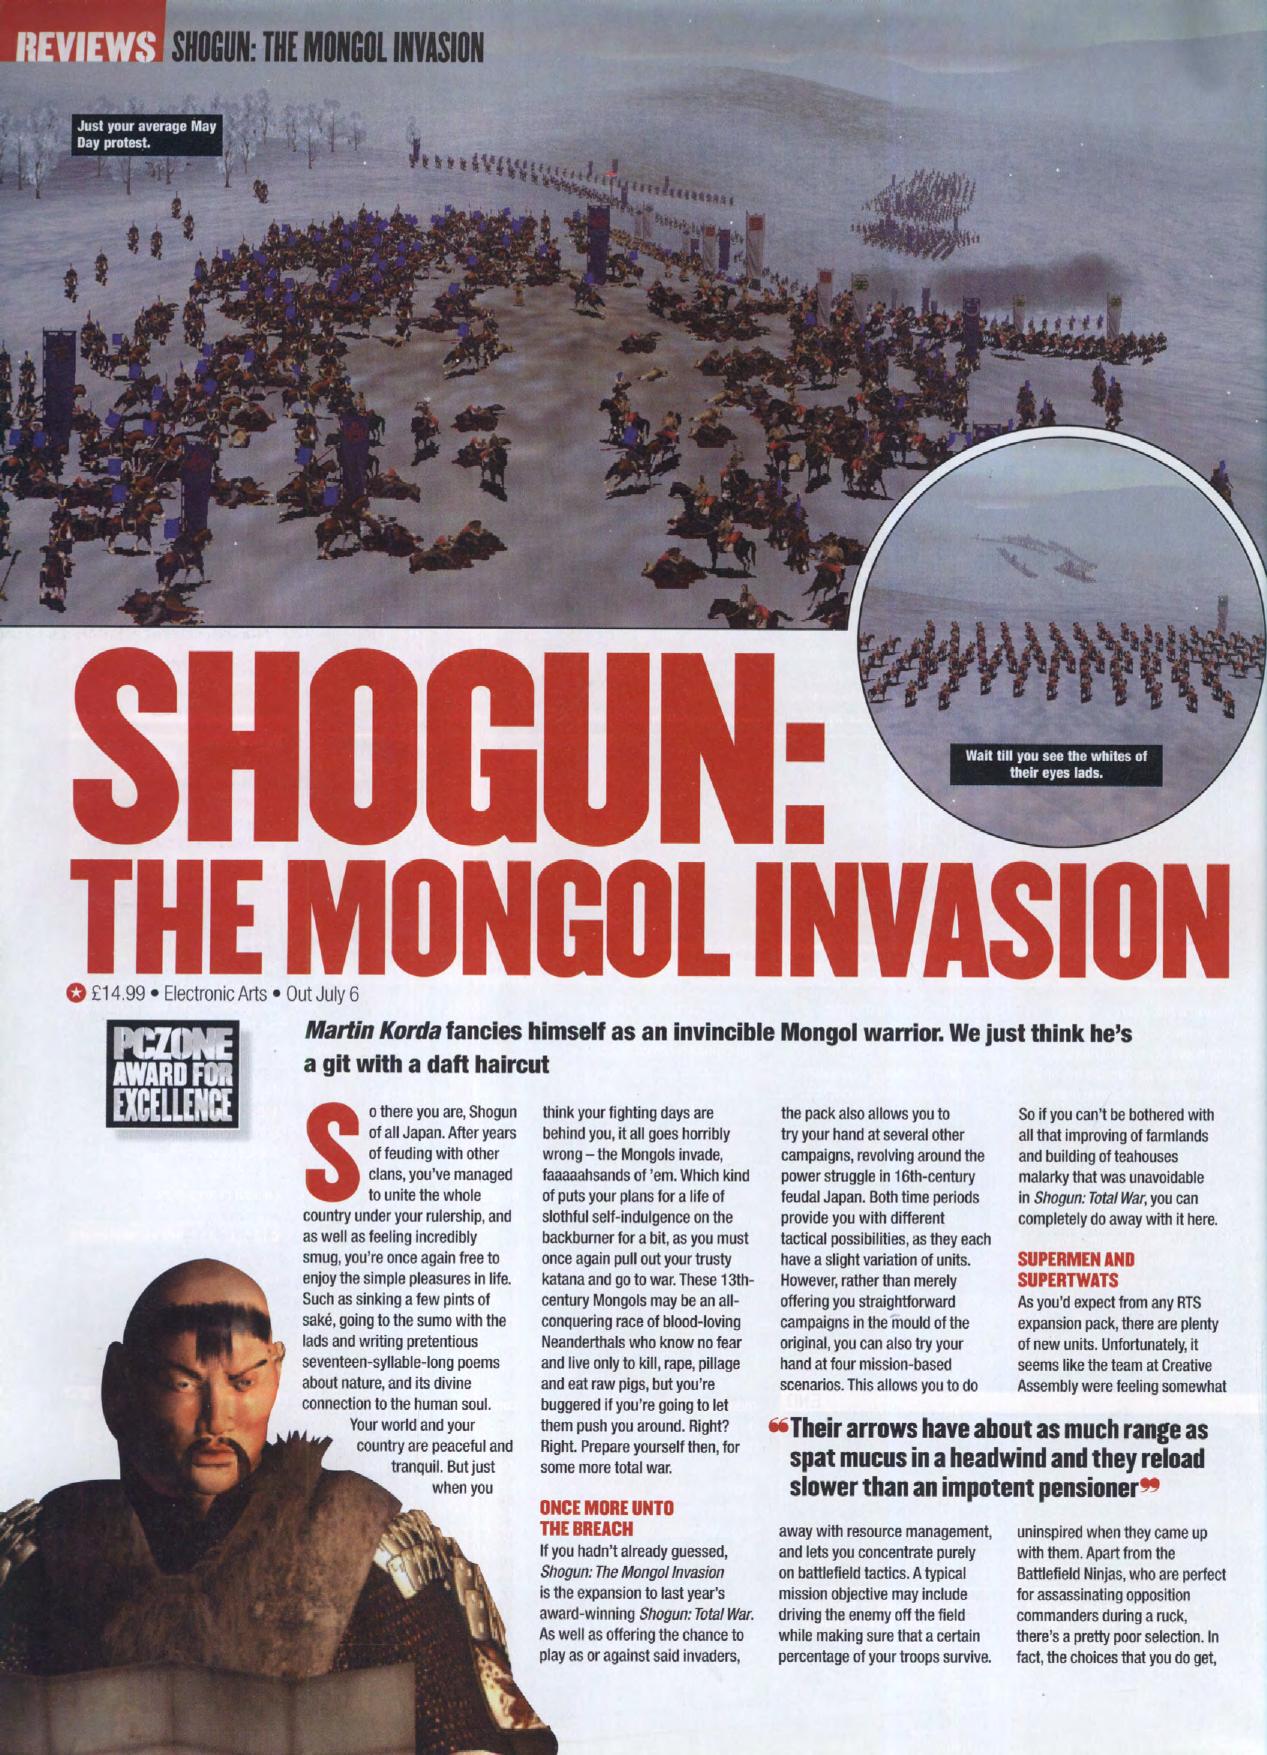 REVIEWS SHOGUN: THE MONGOL INVASION
Just your average May
Day protest.
Wait till you see the whites of
their eyes lads.
SHOGUN:
THE MONGOL INVASION
£14.99 • Electronic Arts • Out July 6
PCZONE
AWARD FOR
EXCELLENCE
Martin Korda fancies himself as an invincible Mongol warrior. We just think he's
a git with a daft haircut
So there you are, Shogun
of all Japan. After years
of feuding with other
clans, you've managed
to unite the whole
country under your rulership, and
as well as feeling incredibly
smug, you're once again free to
enjoy the simple pleasures in life.
Such as sinking a few pints of
saké, going to the sumo with the
lads and writing pretentious
seventeen-syllable-long poems
about nature, and its divine
connection to the human soul.
Your world and your
country are peaceful and
tranquil. But just
when you
think your fighting days are
behind you, it all goes horribly
wrong – the Mongols invade,
faaaaahsands of 'em. Which kind
of puts your plans for a life of
slothful self-indulgence on the
backburner for a bit, as you must
once again pull out your trusty
katana and go to war. These 13th-
century Mongols may be an all-
conquering race of blood-loving
Neanderthals who know no fear
and live only to kill, rape, pillage
and eat raw pigs, but you're
buggered if you're going to let
them push you around. Right?
Right. Prepare yourself then, for
some more total war.
ONCE MORE UNTO
THE BREACH
If you hadn't already guessed,
Shogun: The Mongol Invasion
is the expansion to last year's
award-winning Shogun: Total War.
As well as offering the chance to
play as or against said invaders,
the pack also allows you to
try your hand at several other
campaigns, revolving around the
power struggle in 16th-century
feudal Japan. Both time periods
provide you with different
tactical possibilities, as they each
have a slight variation of units.
However, rather than merely
offering you straightforward
campaigns in the mould of the
original, you can also try your
hand at four mission-based
scenarios. This allows you to do
away with resource management,
and lets you concentrate purely
on battlefield tactics. A typical
mission objective may include
driving the enemy off the field
while making sure that a certain
percentage of your troops survive.
So if you can't be bothered with
all that improving of farmlands
and building of teahouses
malarky that was unavoidable
in Shogun: Total War, you can
completely do away with it here.
SUPERMEN AND
SUPERTWATS
As you'd expect from any RTS
expansion pack, there are plenty
of new units. Unfortunately, it
seems like the team at Creative
Assembly were feeling somewhat
uninspired when they came up
with them. Apart from the
Battlefield Ninjas, who are perfect
for assassinating opposition
commanders during a ruck,
there's a pretty poor selection. In
fact, the choices that you do get,
“Their arrows have about as much range as
spat mucus in a headwind and they reload
slower than an impotent pensioner”